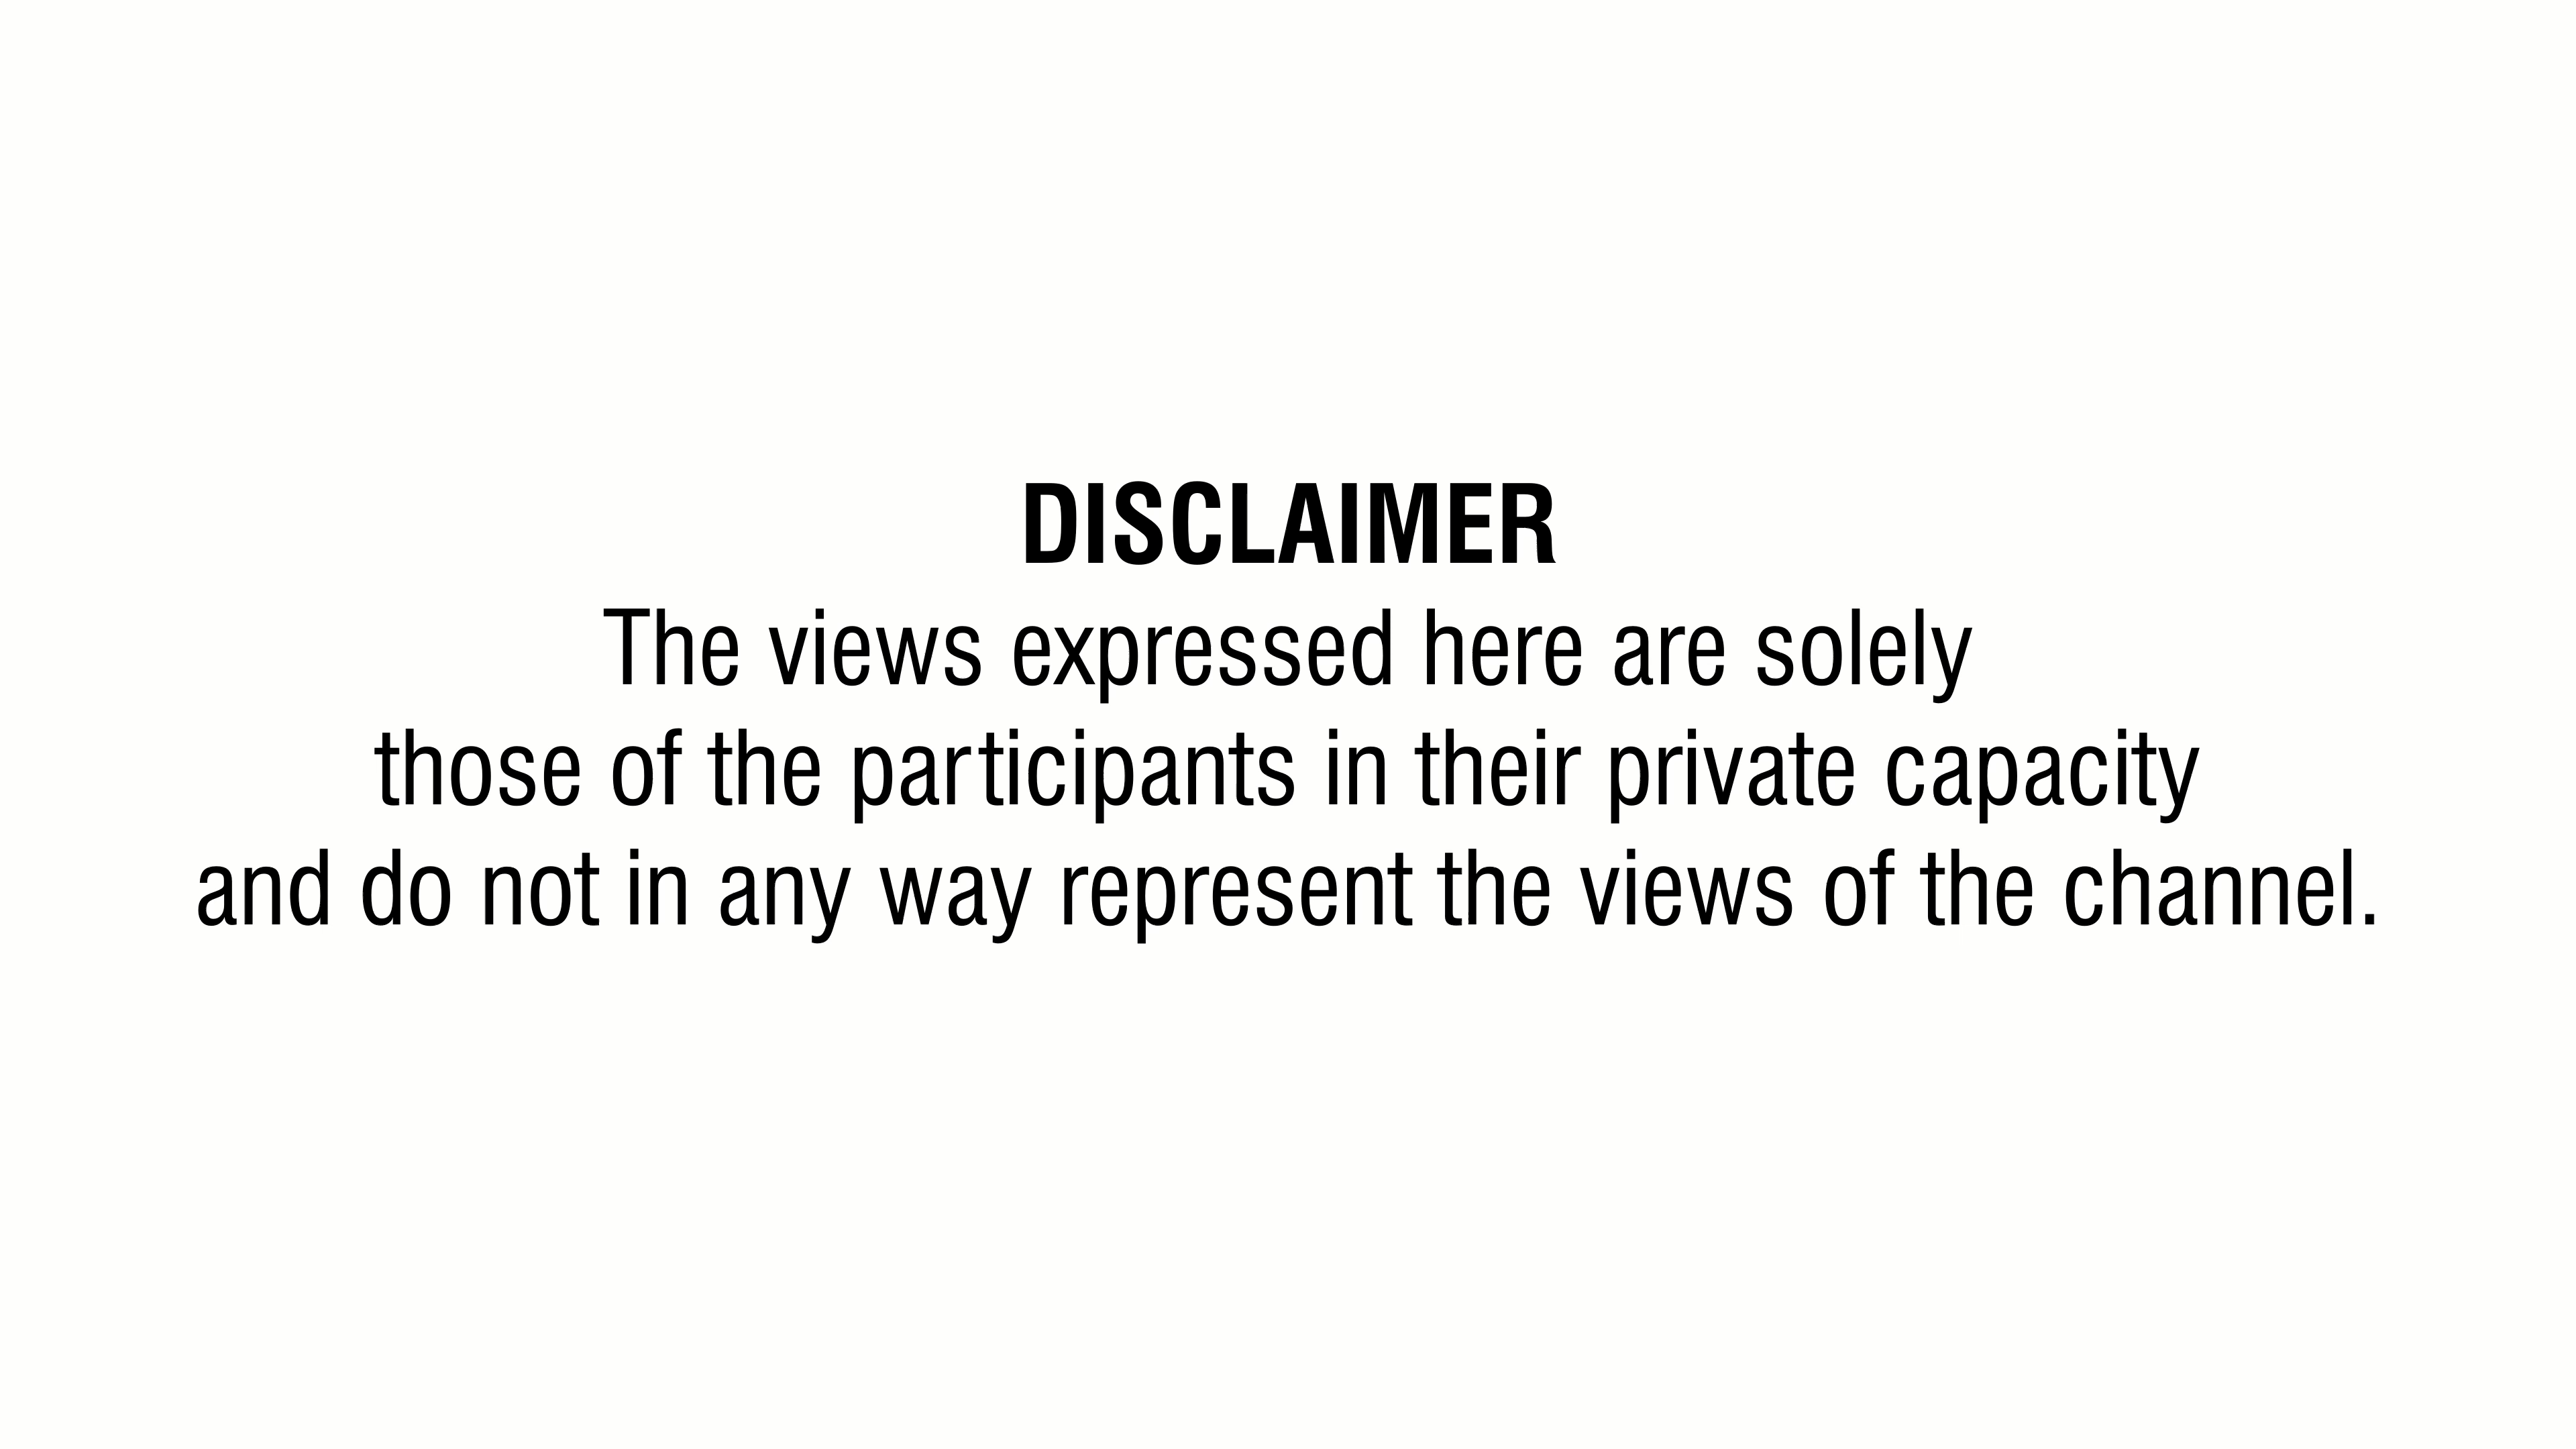 DISCLAIMER
The views expressed here are solely
those of the participants in their private capacity
and do not in any way represent the views of the channel.